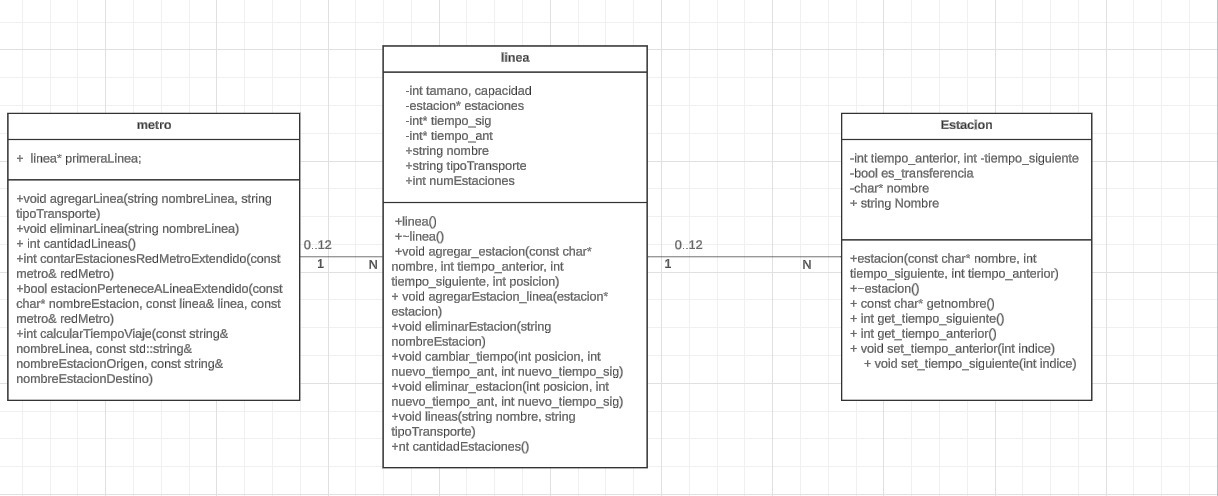 metro
+ linea* primeraLinea;
+void agregarLinea(string nombreLinea, string
tipoTransporte)
+void eliminarLinea(string nombreLinea)
+ int cantidadLineas()
+int contarEstacionesRedMetroExtendido(const
metro& redMetro)
+bool estacionPerteneceALineaExtendido(const
char* nombreEstacion, const linea& linea, const
metro& redMetro)
+int calcularTiempoViaje(const string&
nombreLinea, const std::string&
nombreEstacionOrigen, const string&
nombreEstacionDestino)
0..12
1
N
linea
-int tamano, capacidad
-estacion* estaciones
-int* tiempo_sig
-int* tiempo_ant
+string nombre
+string tipoTransporte
+int numEstaciones
+linea()
+~linea()
+void agregar_estacion(const char*
nombre, int tiempo_anterior, int
tiempo_siguiente, int posicion)
+ void agregarEstacion_linea(estacion*
estacion)
+void eliminarEstacion(string
nombreEstacion)
+void cambiar_tiempo(int posicion, int
nuevo_tiempo_ant, int nuevo_tiempo_sig)
+void eliminar_estacion(int posicion, int
nuevo_tiempo_ant, int nuevo_tiempo_sig)
+void lineas(string nombre, string
tipoTransporte)
+nt cantidadEstaciones()
0..12
1
N
Estacion
-int tiempo_anterior, int -tiempo_siguiente
-bool es_transferencia
-char* nombre
+ string Nombre
+estacion(const char* nombre, int
tiempo_siguiente, int tiempo_anterior)
+~estacion()
+ const char* getnombre()
+ int get_tiempo_siguiente()
+ int get_tiempo_anterior()
+ void set_tiempo_anterior(int indice)
+ void set_tiempo_siguiente(int indice)